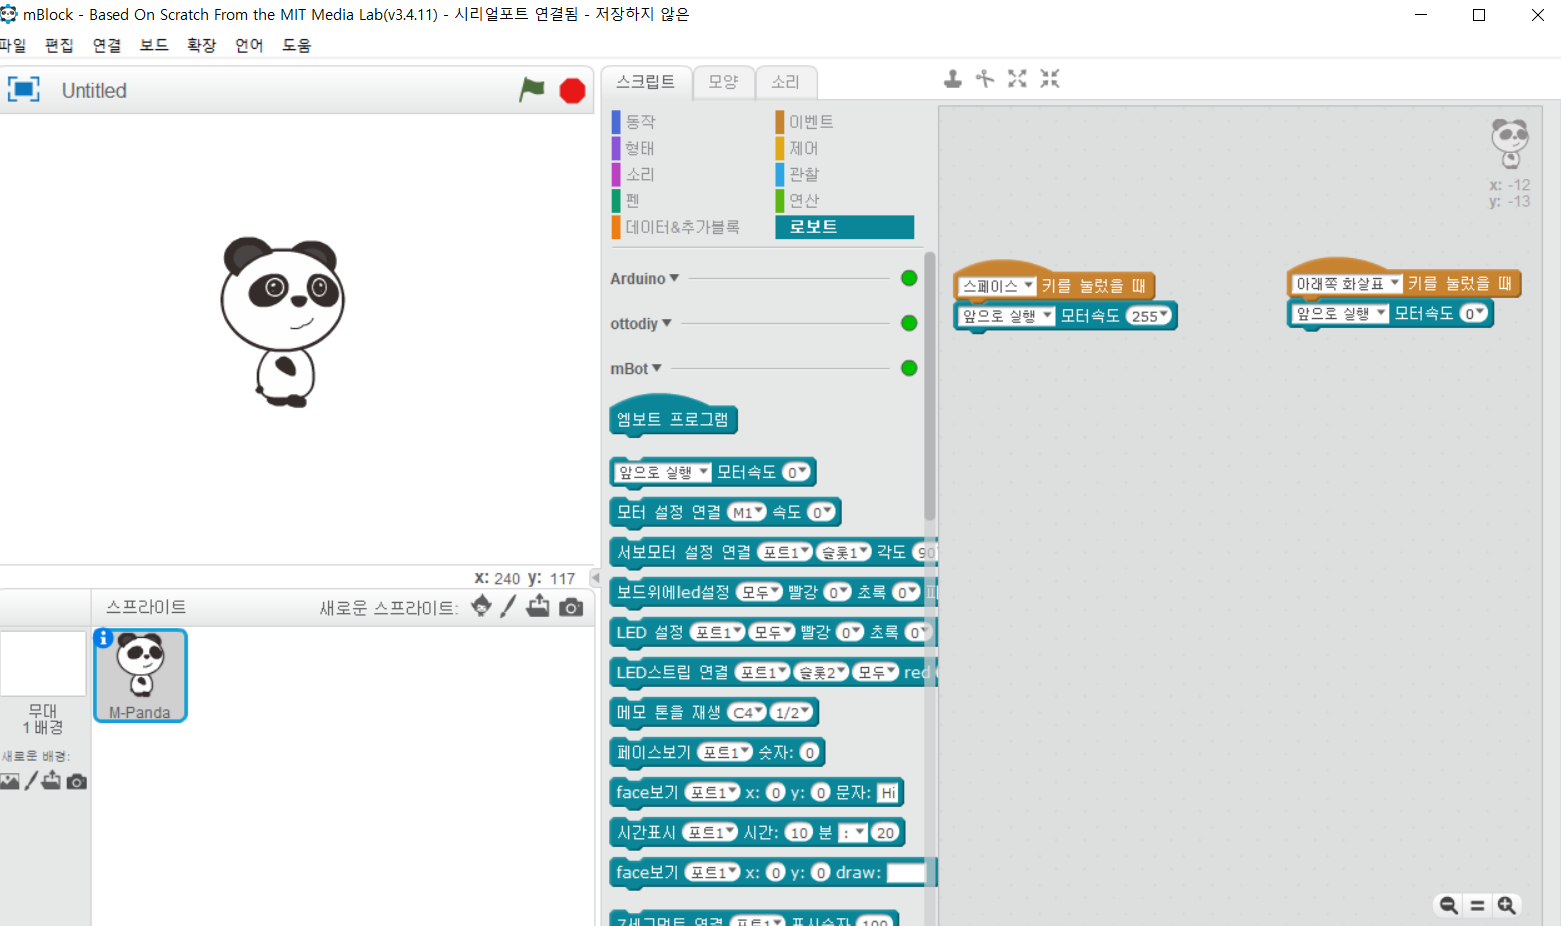 mBlock - Based On Scratch From the MIT Media Lab(v3.4.11) - 시리얼포트 연결됨 - 저장하지 않은
파일 편집 연결 보드 확장 언어 도움
Untitled
x: 240 y: 117
스프라이트 새로운 스프라이트:
M-Panda
무대
1 배경
새로운 배경:
스크립트 모양 소리
동작 이벤트
형태 제어
소리 관찰
펜 연산
데이터&추가블록 로보트
Arduino
ottodiy
mBot
엠보트 프로그램
앞으로 실행 모터속도 0
모터 설정 연결 M1 속도 0
서보모터 설정 연결 포트1 슬롯1 각도 90
보드위에led설정 모두 빨강 0 초록 0
LED 설정 포트1 모두 빨강 0 초록 0
LED스트립 연결 포트1 슬롯2 모두 red
메모 톤을 재생 C4 1/2
페이스보기 포트1 숫자: 0
face보기 포트1 x: 0 y: 0 문자: Hi
시간표시 포트1 시간: 10 분 : 20
face보기 포트1 x: 0 y: 0 draw:
7세그먼트 연결 포트1 표시숫자 100
x: -12
y: -13
스페이스 키를 눌렀을 때
앞으로 실행 모터속도 255
아래쪽 화살표 키를 눌렀을 때
앞으로 실행 모터속도 0